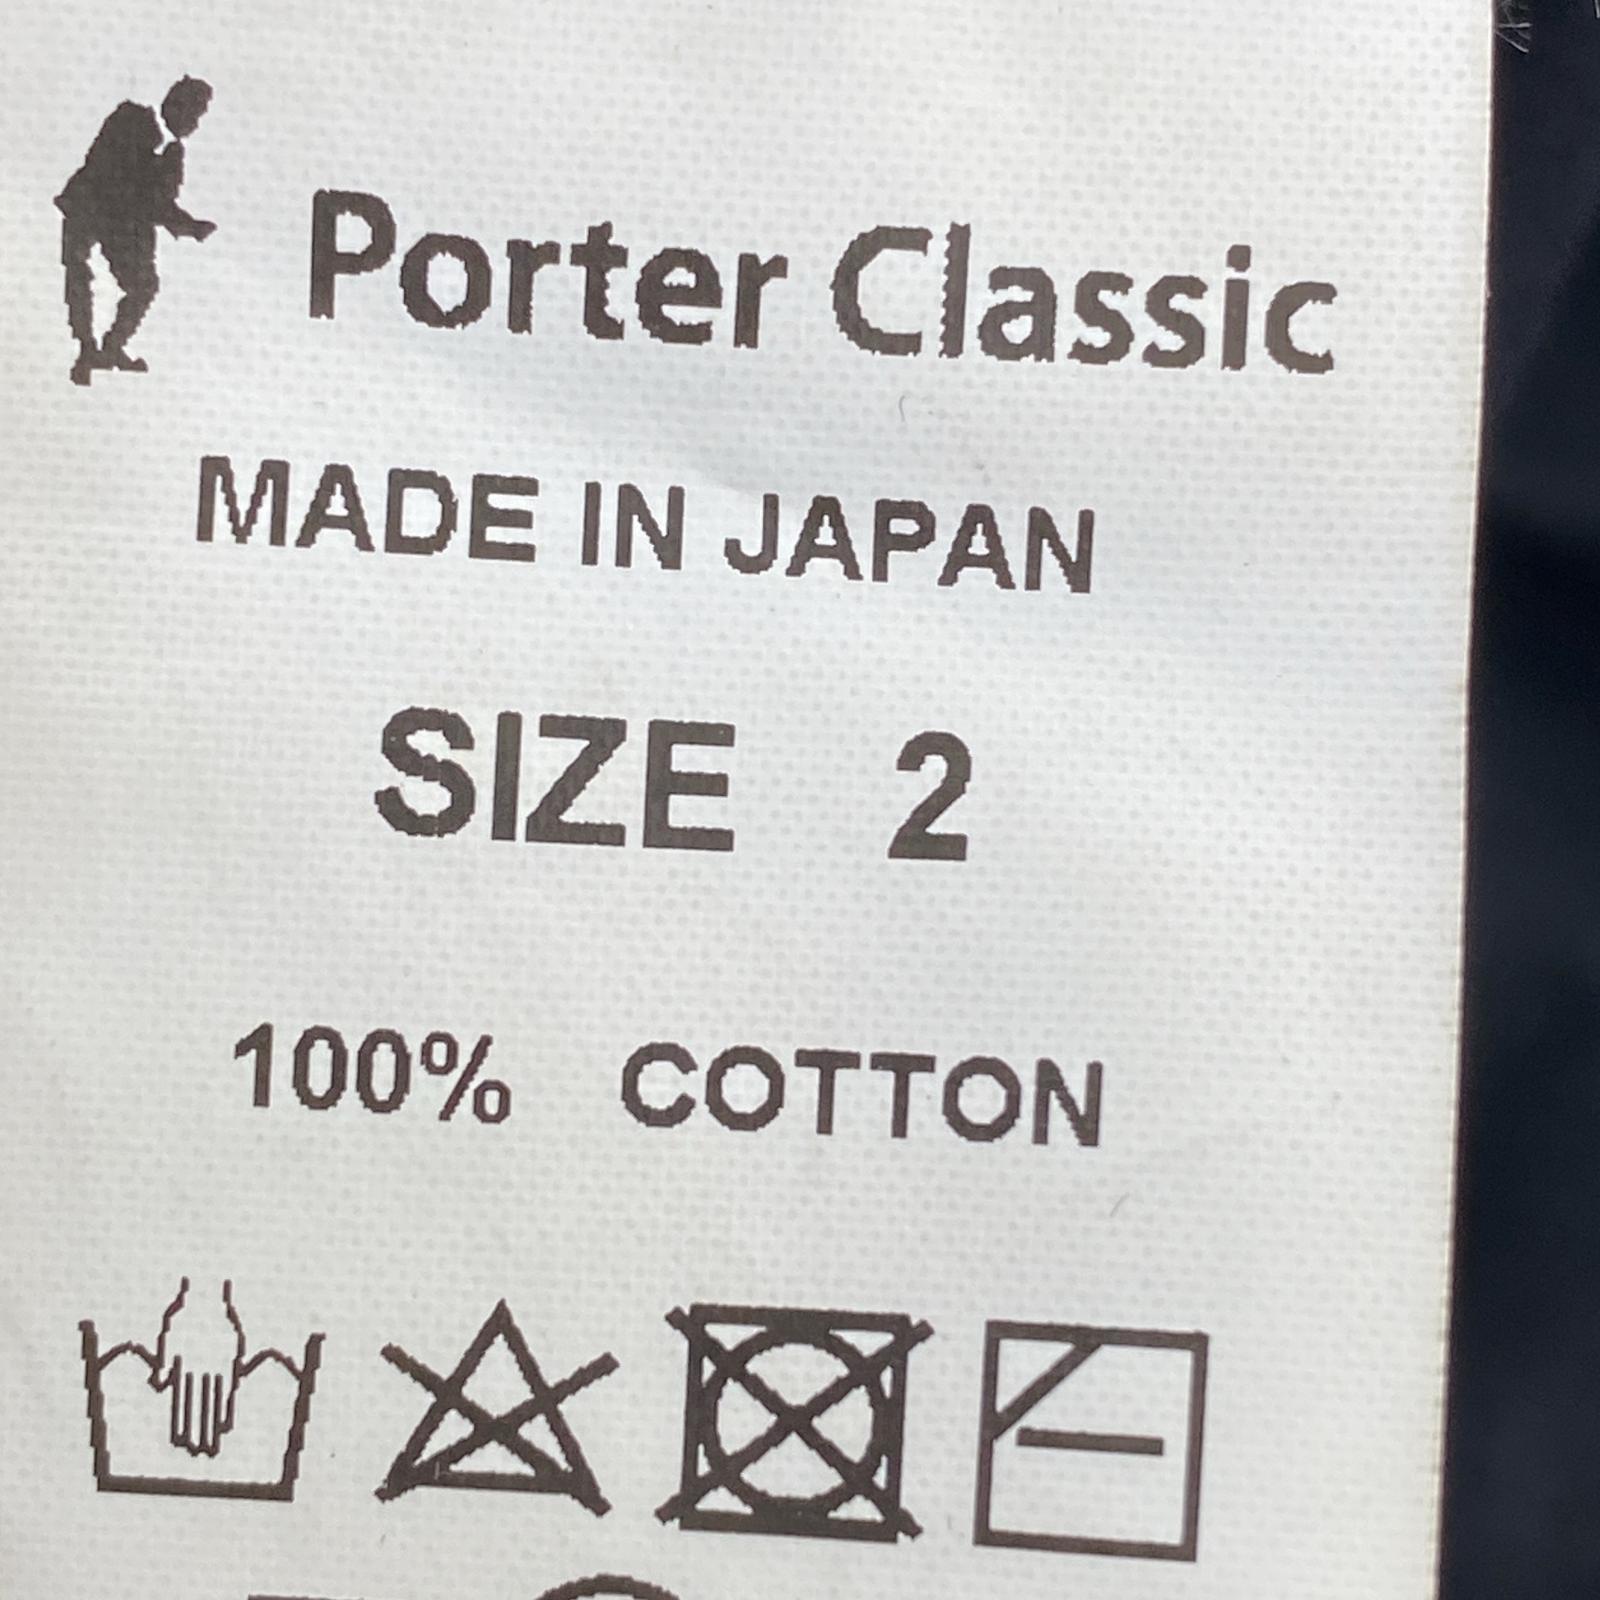 Porter Classic
MADE IN JAPAN
SIZE 2
100% COTTON